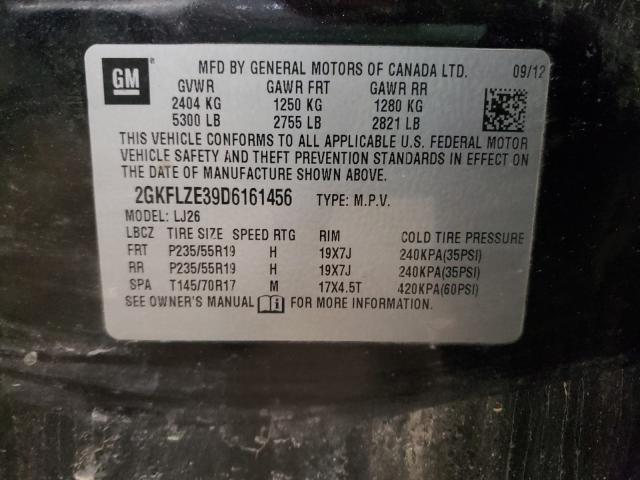 GM ®
MFD BY GENERAL MOTORS OF CANADA LTD. 09/12
GVWR GAWR FRT GAWR RR
2404 KG 1250 KG 1280 KG
5300 LB 2755 LB 2821 LB
THIS VEHICLE CONFORMS TO ALL APPLICABLE U.S. FEDERAL MOTOR
VEHICLE SAFETY AND THEFT PREVENTION STANDARDS IN EFFECT ON
THE DATE OF MANUFACTURE SHOWN ABOVE.
2GKFLZE39D6161456 TYPE: M.P.V.
MODEL: LJ26
LBCZ TIRE SIZE SPEED RTG RIM COLD TIRE PRESSURE
FRT P235/55R19 H 19X7J 240KPA(35PSI)
RR P235/55R19 H 19X7J 240KPA(35PSI)
SPA T145/70R17 M 17X4.5T 420KPA(60PSI)
SEE OWNER'S MANUAL i FOR MORE INFORMATION.